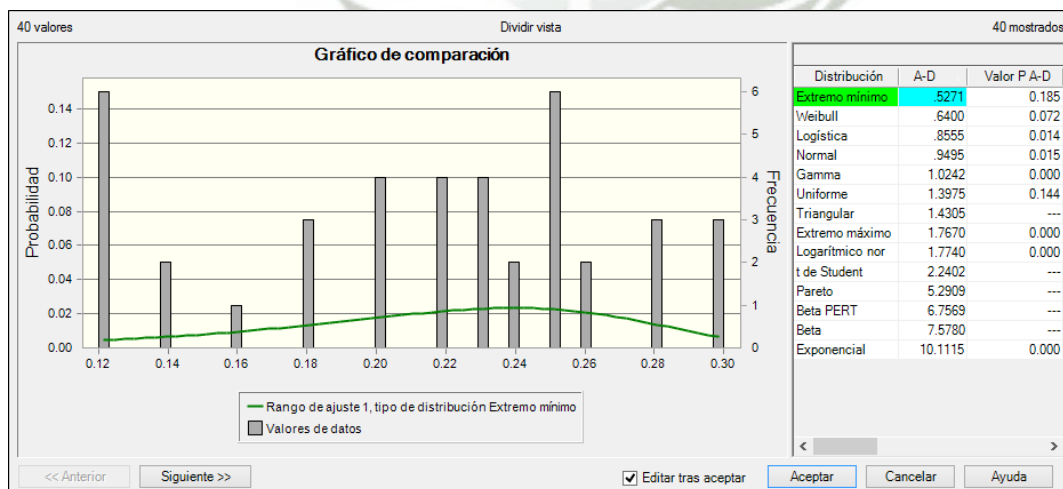 40 valores Dividir vista 40 mostrados
Gráfico de comparación
Probabilidad
0.14
0.12
0.10
0.08
0.06
0.04
0.02
0.00
0.12 0.14 0.16 0.18 0.20 0.22 0.24 0.26 0.28 0.30
6
5
4
3
2
1
0
Frecuencia
Rango de ajuste 1, tipo de distribución Extremo mínimo
Valores de datos
Distribución A-D Valor P A-D
Extremo mínimo .5271 0.185
Weibull .6400 0.072
Logística .8555 0.014
Normal .9495 0.015
Gamma 1.0242 0.000
Uniforme 1.3975 0.144
Triangular 1.4305 ---
Extremo máximo 1.7670 0.000
Logarítmico nor 1.7740 0.000
t de Student 2.2402 ---
Pareto 5.2909 ---
Beta PERT 6.7569 ---
Beta 7.5780 ---
Exponencial 10.1115 0.000
<< Anterior Siguiente >> Editar tras aceptar Aceptar Cancelar Ayuda